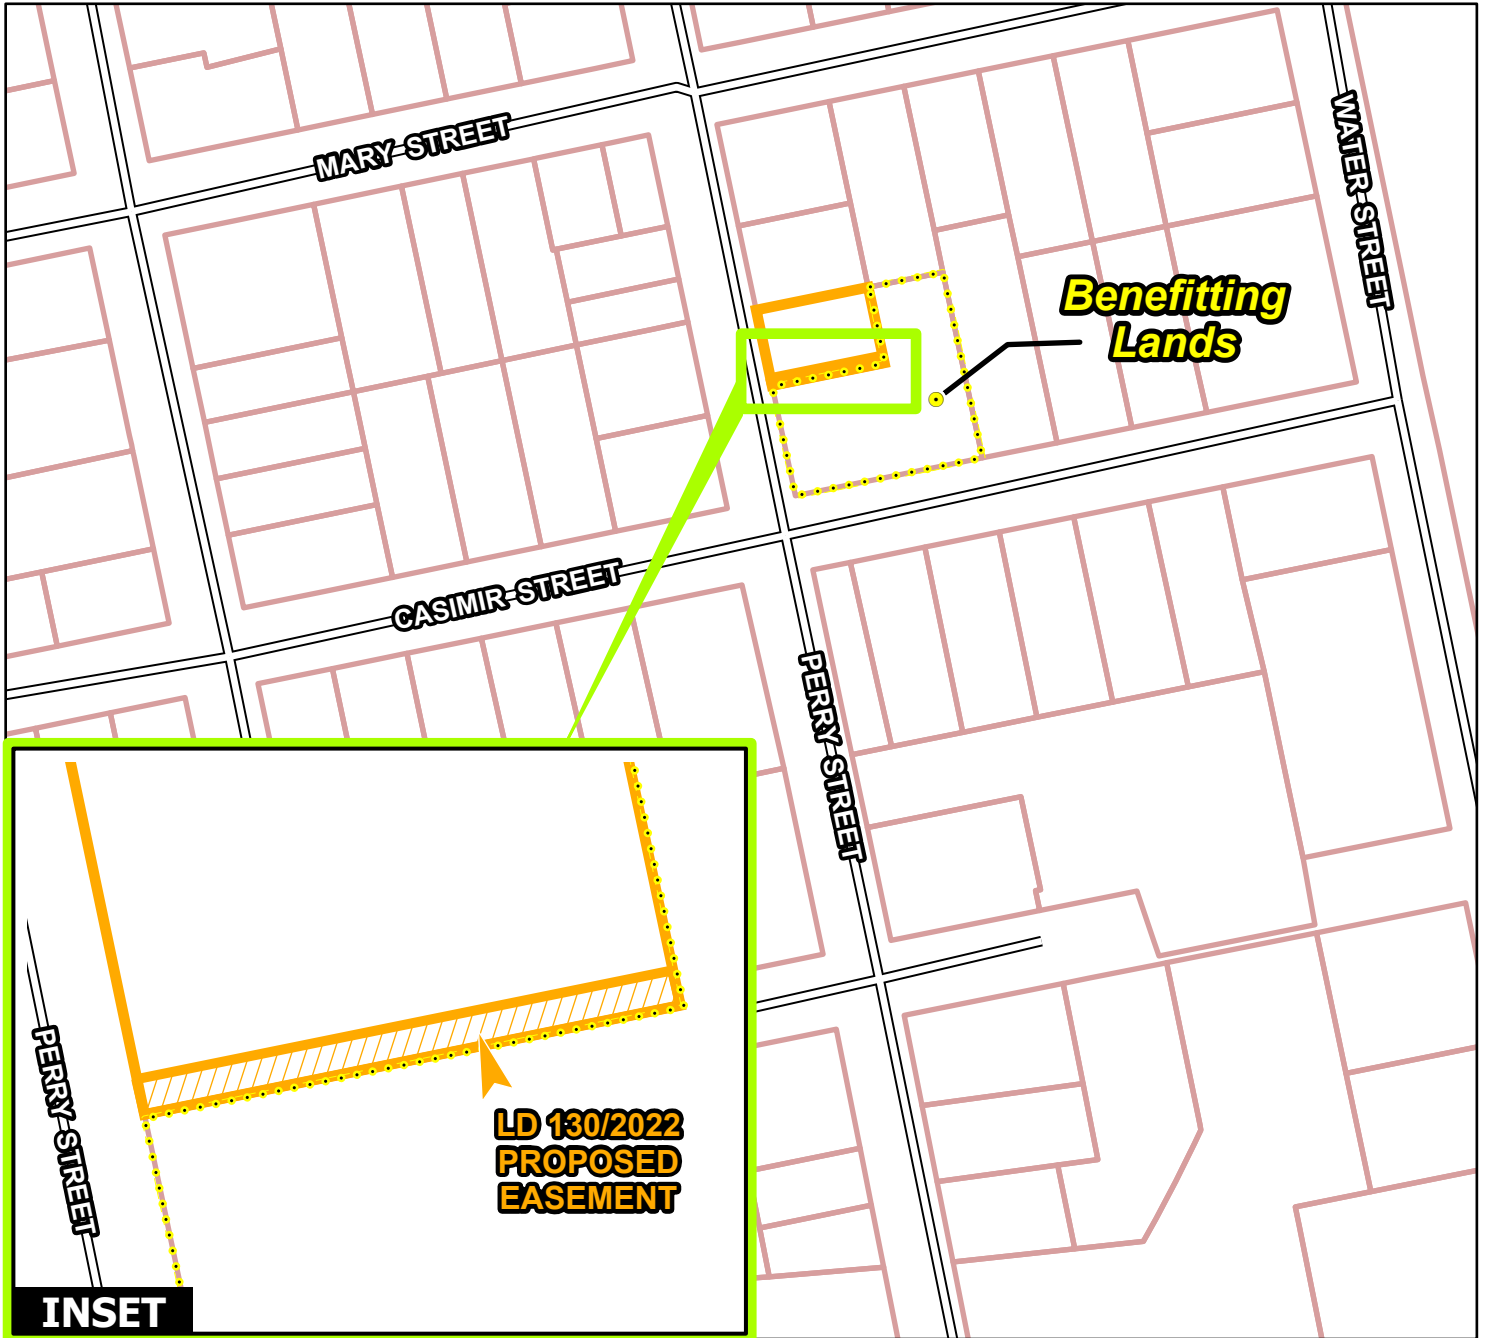 MARY STREET
WATER STREET
Benefitting
Lands
CASIMIR STREET
PERRY STREET
PERRY STREET
LD 130/2022
PROPOSED
EASEMENT
INSET